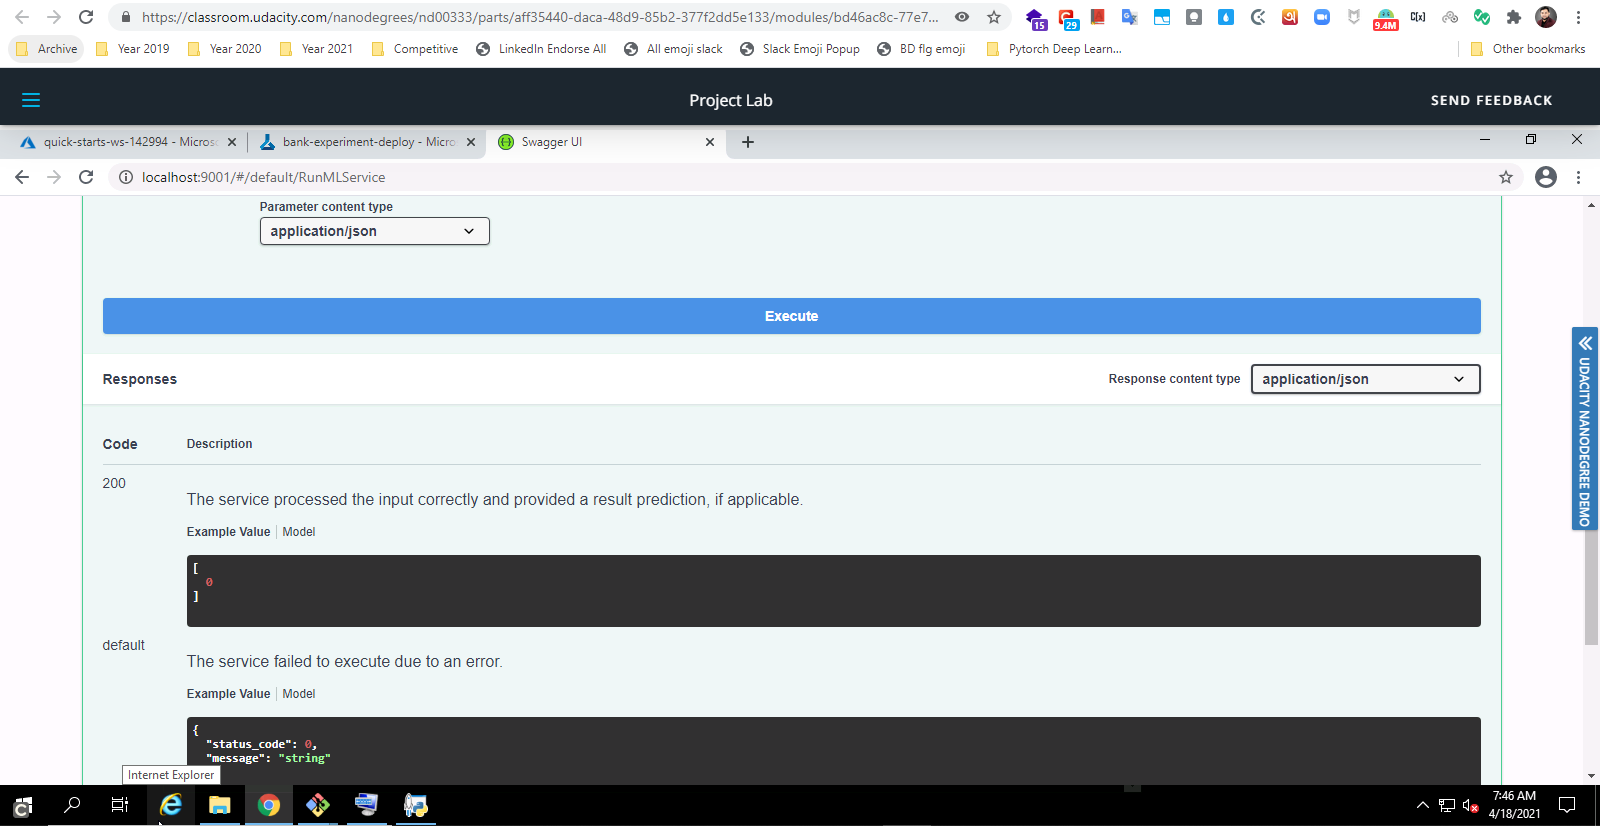 https://classroom.udacity.com/nanodegrees/nd00333/parts/aff35440-daca-48d9-85b2-377f2dd5e133/modules/bd46ac8c-77e7...
15
29
9.4M
Archive
Year 2019
Year 2020
Year 2021
Competitive
LinkedIn Endorse All
All emoji slack
Slack Emoji Popup
BD flg emoji
Pytorch Deep Learn...
Other bookmarks
Project Lab
SEND FEEDBACK
quick-starts-ws-142994 - Micros
bank-experiment-deploy - Micro
Swagger UI
localhost:9001/#/default/RunMLService
Parameter content type
application/json
Execute
Responses
Response content type
application/json
UDACITY NANODEGREE DEMO
Code
Description
200
The service processed the input correctly and provided a result prediction, if applicable.
Example Value
Model
[
0
]
default
The service failed to execute due to an error.
Example Value
Model
{
"status_code": 0,
"message": "string"
Internet Explorer
7:46 AM
4/18/2021